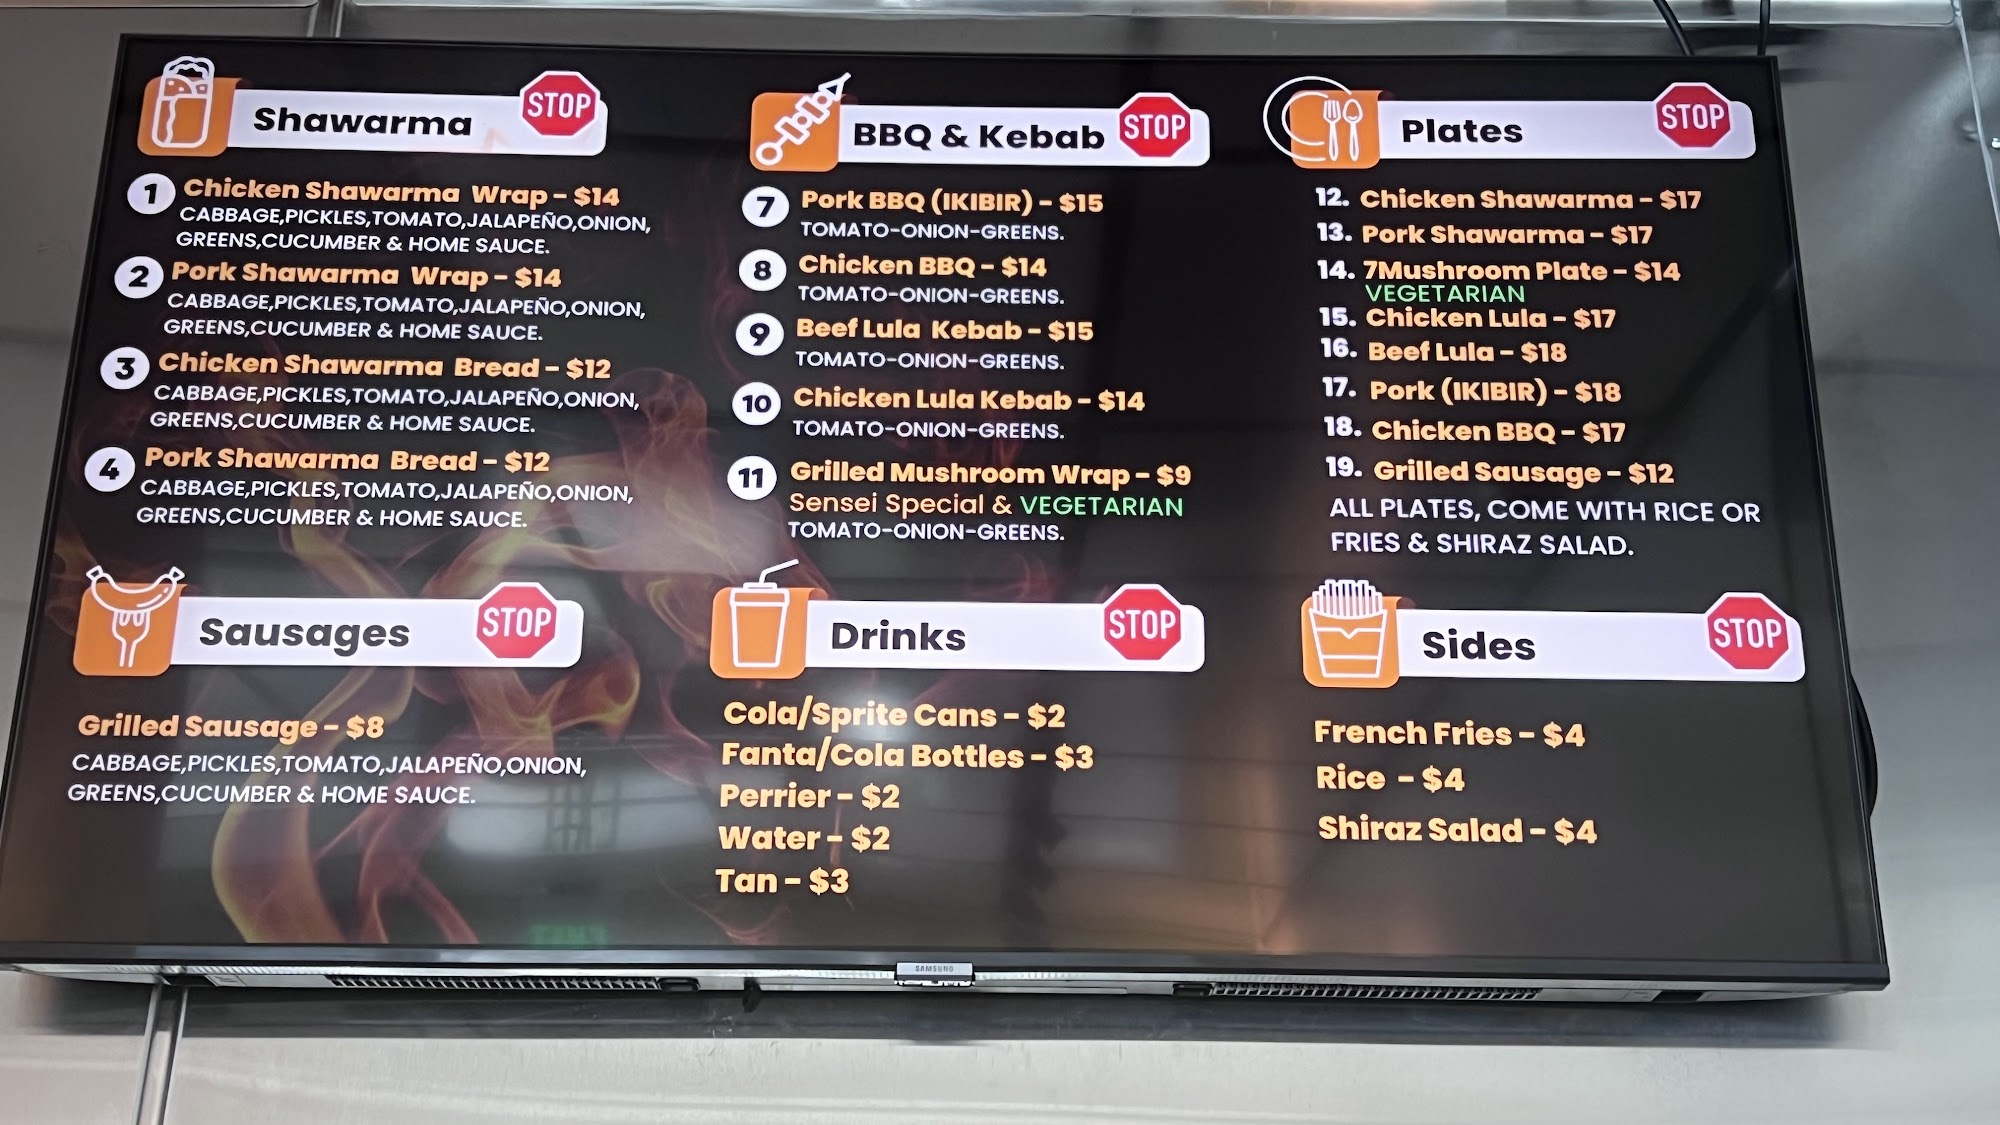 Shawarma STOP
1 Chicken Shawarma Wrap - $14
CABBAGE,PICKLES,TOMATO,JALAPEÑO,ONION,
GREENS,CUCUMBER & HOME SAUCE.
2 Pork Shawarma Wrap - $14
CABBAGE,PICKLES,TOMATO,JALAPEÑO,ONION,
GREENS,CUCUMBER & HOME SAUCE.
3 Chicken Shawarma Bread - $12
CABBAGE,PICKLES,TOMATO,JALAPEÑO,ONION,
GREENS,CUCUMBER & HOME SAUCE.
4 Pork Shawarma Bread - $12
CABBAGE,PICKLES,TOMATO,JALAPEÑO,ONION,
GREENS,CUCUMBER & HOME SAUCE.
Sausages STOP
Grilled Sausage - $8
CABBAGE,PICKLES,TOMATO,JALAPEÑO,ONION,
GREENS,CUCUMBER & HOME SAUCE.
BBQ & Kebab STOP
7 Pork BBQ (IKIBIR) - $15
TOMATO-ONION-GREENS.
8 Chicken BBQ - $14
TOMATO-ONION-GREENS.
9 Beef Lula Kebab - $15
TOMATO-ONION-GREENS.
10 Chicken Lula Kebab - $14
TOMATO-ONION-GREENS.
11 Grilled Mushroom Wrap - $9
Sensei Special & VEGETARIAN
TOMATO-ONION-GREENS.
Drinks STOP
Cola/Sprite Cans - $2
Fanta/Cola Bottles - $3
Perrier - $2
Water - $2
Tan - $3
Plates STOP
12. Chicken Shawarma - $17
13. Pork Shawarma - $17
14. 7Mushroom Plate - $14
VEGETARIAN
15. Chicken Lula - $17
16. Beef Lula - $18
17. Pork (IKIBIR) - $18
18. Chicken BBQ - $17
19. Grilled Sausage - $12
ALL PLATES, COME WITH RICE OR
FRIES & SHIRAZ SALAD.
Sides STOP
French Fries - $4
Rice - $4
Shiraz Salad - $4
SAMSUNG